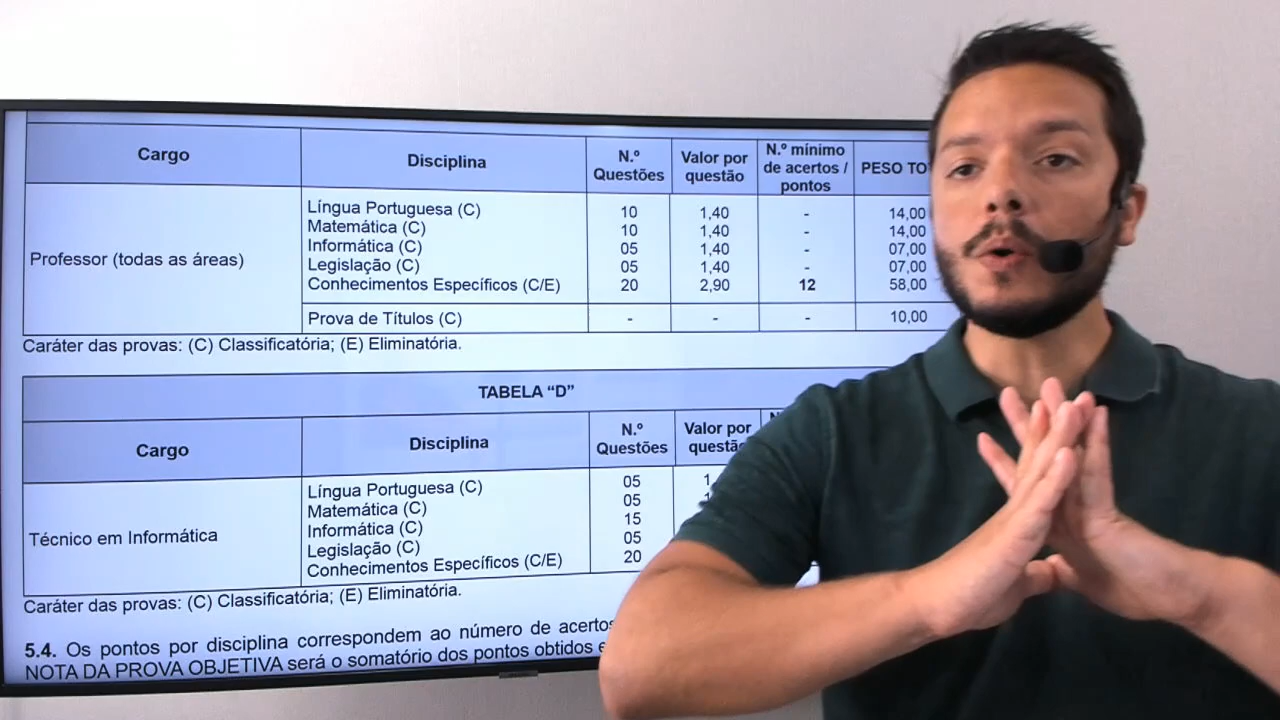 Cargo Disciplina N.º Questões Valor por questão N.º mínimo de acertos / pontos PESO
Professor (todas as áreas)
Língua Portuguesa (C) 10 1,40 - 14,00
Matemática (C) 10 1,40 - 14,00
Informática (C) 05 1,40 - 07,00
Legislação (C) 05 1,40 - 07,00
Conhecimentos Específicos (C/E) 20 2,90 12 58,00
Prova de Títulos (C) - - - 10,00
Caráter das provas: (C) Classificatória; (E) Eliminatória.
TABELA “D”
Cargo Disciplina N.º Questões Valor por
Técnico em Informática
Língua Portuguesa (C) 05
Matemática (C) 05
Informática (C) 15
Legislação (C) 05
Conhecimentos Específicos (C/E) 20
Caráter das provas: (C) Classificatória; (E) Eliminatória.
5.4. Os pontos por disciplina correspondem ao número de acertos
NOTA DA PROVA OBJETIVA será o somatório dos pontos obtidos